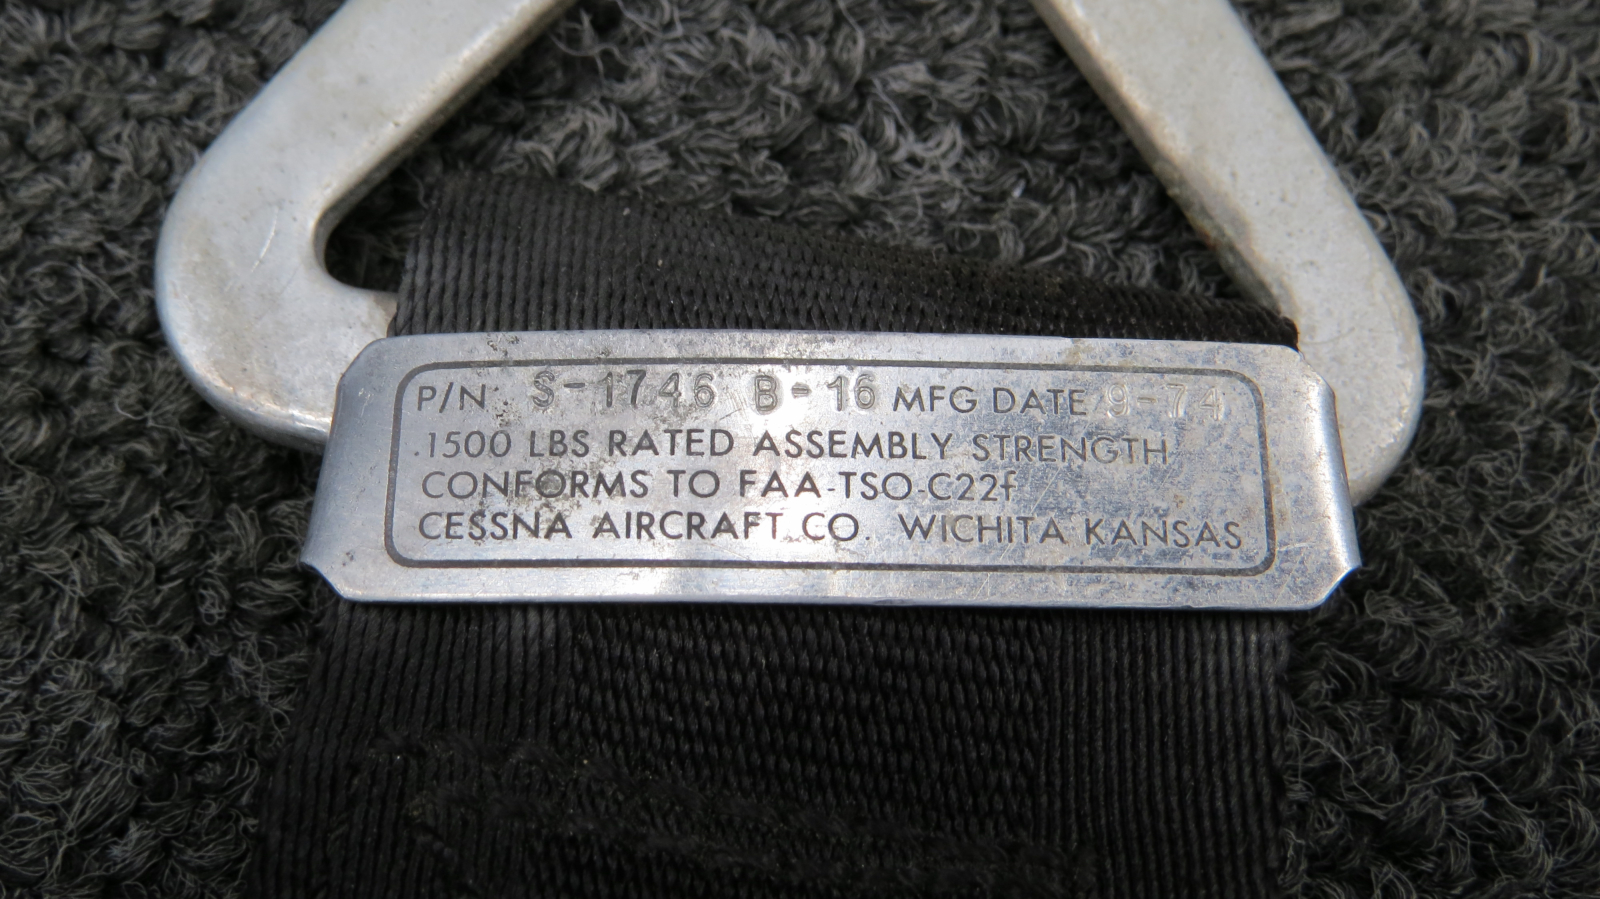 P/N S-1746 B-16 MFG DATE 9-74
1500 LBS RATED ASSEMBLY STRENGTH
CONFORMS TO FAA-TSO-C22f
CESSNA AIRCRAFT CO. WICHITA KANSAS